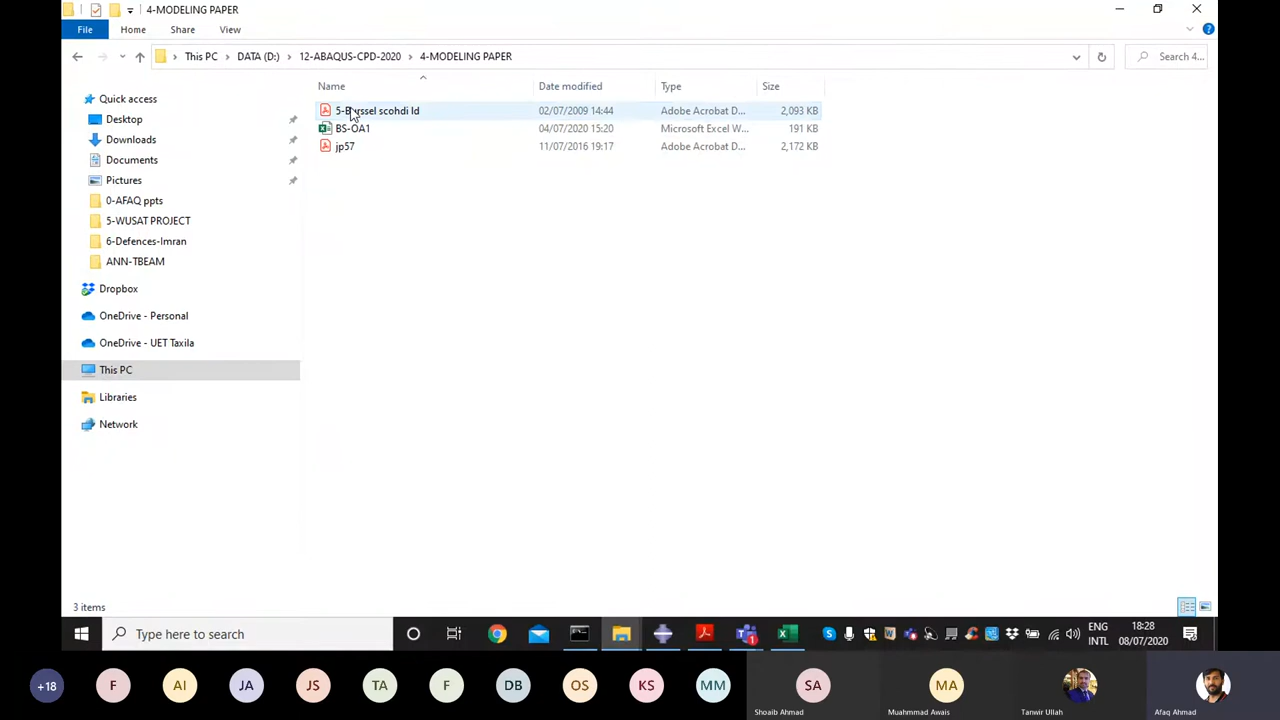 4-MODELING PAPER
File Home Share View
This PC DATA (D:) 12-ABAQUS-CPD-2020 4-MODELING PAPER
Search 4...
Name Date modified Type Size
Quick access
Desktop
Downloads
Documents
Pictures
0-AFAQ ppts
5-WUSAT PROJECT
6-Defences-Imran
ANN-TBEAM
Dropbox
OneDrive - Personal
OneDrive - UET Taxila
This PC
Libraries
Network
scohdi ld 02/07/2009 14:44 Adobe Acrobat D... 2,093 KB
BS-OA1 04/07/2020 15:20 Microsoft Excel W... 191 KB
jp57 11/07/2016 19:17 Adobe Acrobat D... 2,172 KB
3 items
Type here to search
ENG
INTL
18:28
08/07/2020
+18 F AI JA JS TA F DB OS KS MM SA MA
Shoaib Ahmad Muahmmad Awais Tanwir Ullah Afaq Ahmad